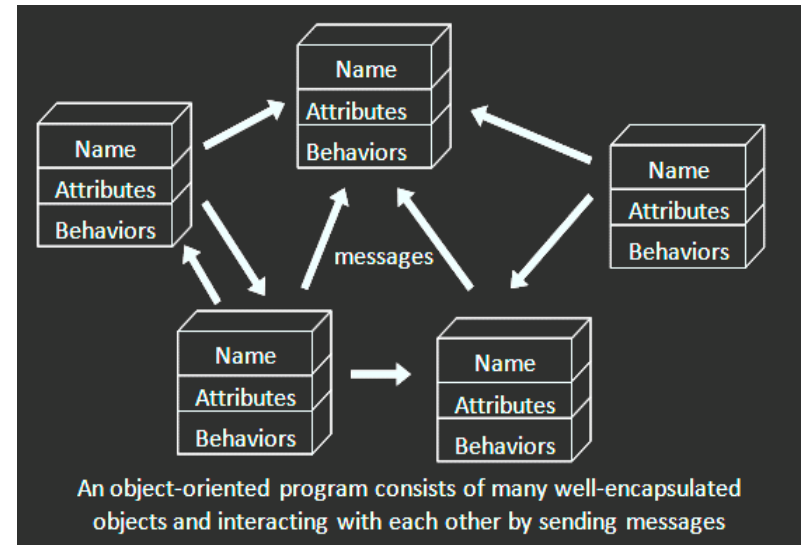 Name
Attributes
Behaviors
Name
Attributes
Behaviors
Name
Attributes
Behaviors
messages
Name
Attributes
Behaviors
Name
Attributes
Behaviors
An object-oriented program consists of many well-encapsulated
objects and interacting with each other by sending messages